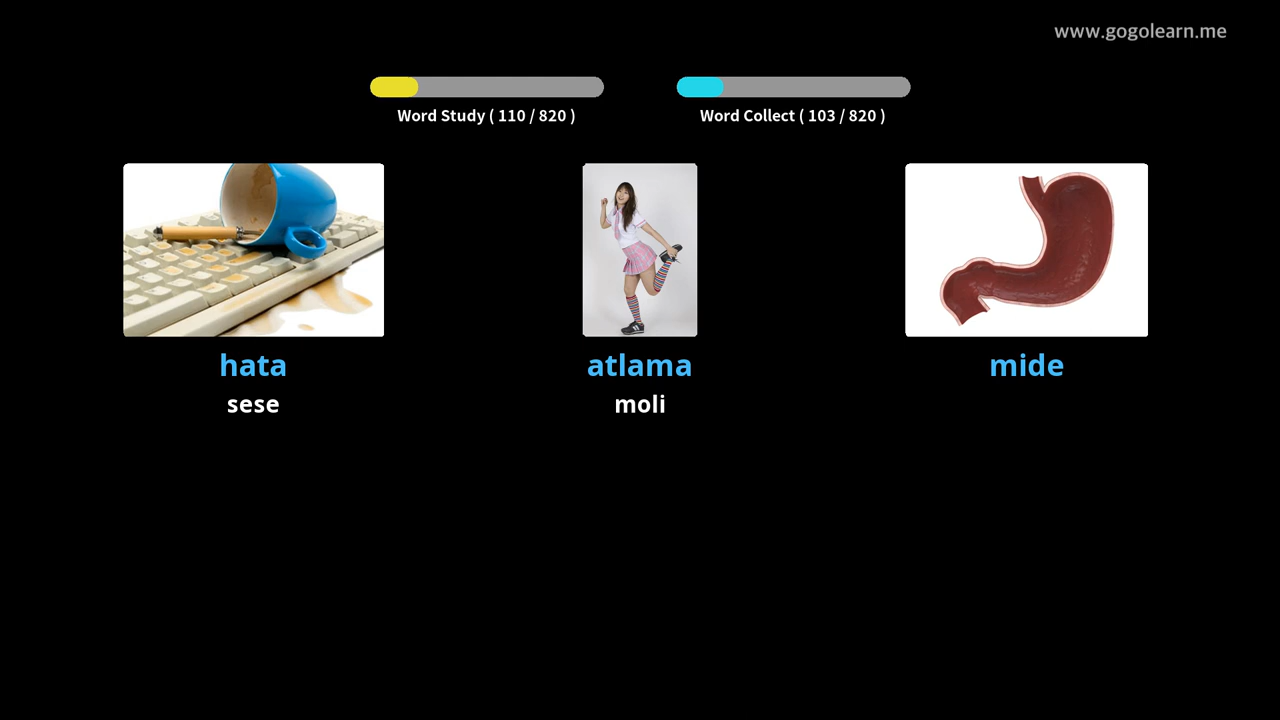 www.gogolearn.me
Word Study ( 110 / 820 )
Word Collect ( 103 / 820 )
hata
atlama
mide
sese
moli